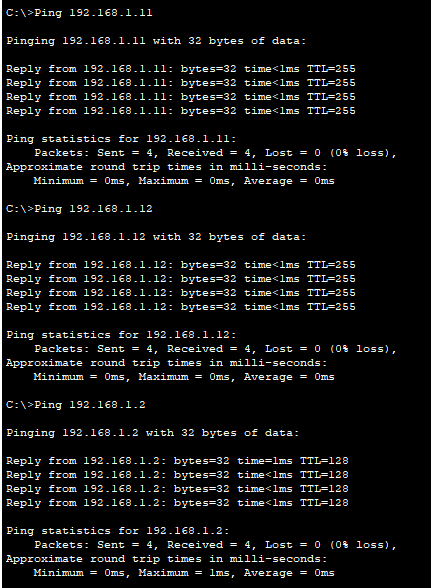 C:\>Ping 192.168.1.11
Pinging 192.168.1.11 with 32 bytes of data:
Reply from 192.168.1.11: bytes=32 time<1ms TTL=255
Reply from 192.168.1.11: bytes=32 time<1ms TTL=255
Reply from 192.168.1.11: bytes=32 time<1ms TTL=255
Reply from 192.168.1.11: bytes=32 time<1ms TTL=255
Ping statistics for 192.168.1.11:
    Packets: Sent = 4, Received = 4, Lost = 0 (0% loss),
Approximate round trip times in milli-seconds:
    Minimum = 0ms, Maximum = 0ms, Average = 0ms
C:\>Ping 192.168.1.12
Pinging 192.168.1.12 with 32 bytes of data:
Reply from 192.168.1.12: bytes=32 time<1ms TTL=255
Reply from 192.168.1.12: bytes=32 time<1ms TTL=255
Reply from 192.168.1.12: bytes=32 time<1ms TTL=255
Reply from 192.168.1.12: bytes=32 time<1ms TTL=255
Ping statistics for 192.168.1.12:
    Packets: Sent = 4, Received = 4, Lost = 0 (0% loss),
Approximate round trip times in milli-seconds:
    Minimum = 0ms, Maximum = 0ms, Average = 0ms
C:\>Ping 192.168.1.2
Pinging 192.168.1.2 with 32 bytes of data:
Reply from 192.168.1.2: bytes=32 time=1ms TTL=128
Reply from 192.168.1.2: bytes=32 time<1ms TTL=128
Reply from 192.168.1.2: bytes=32 time<1ms TTL=128
Reply from 192.168.1.2: bytes=32 time<1ms TTL=128
Ping statistics for 192.168.1.2:
    Packets: Sent = 4, Received = 4, Lost = 0 (0% loss),
Approximate round trip times in milli-seconds:
    Minimum = 0ms, Maximum = 1ms, Average = 0ms